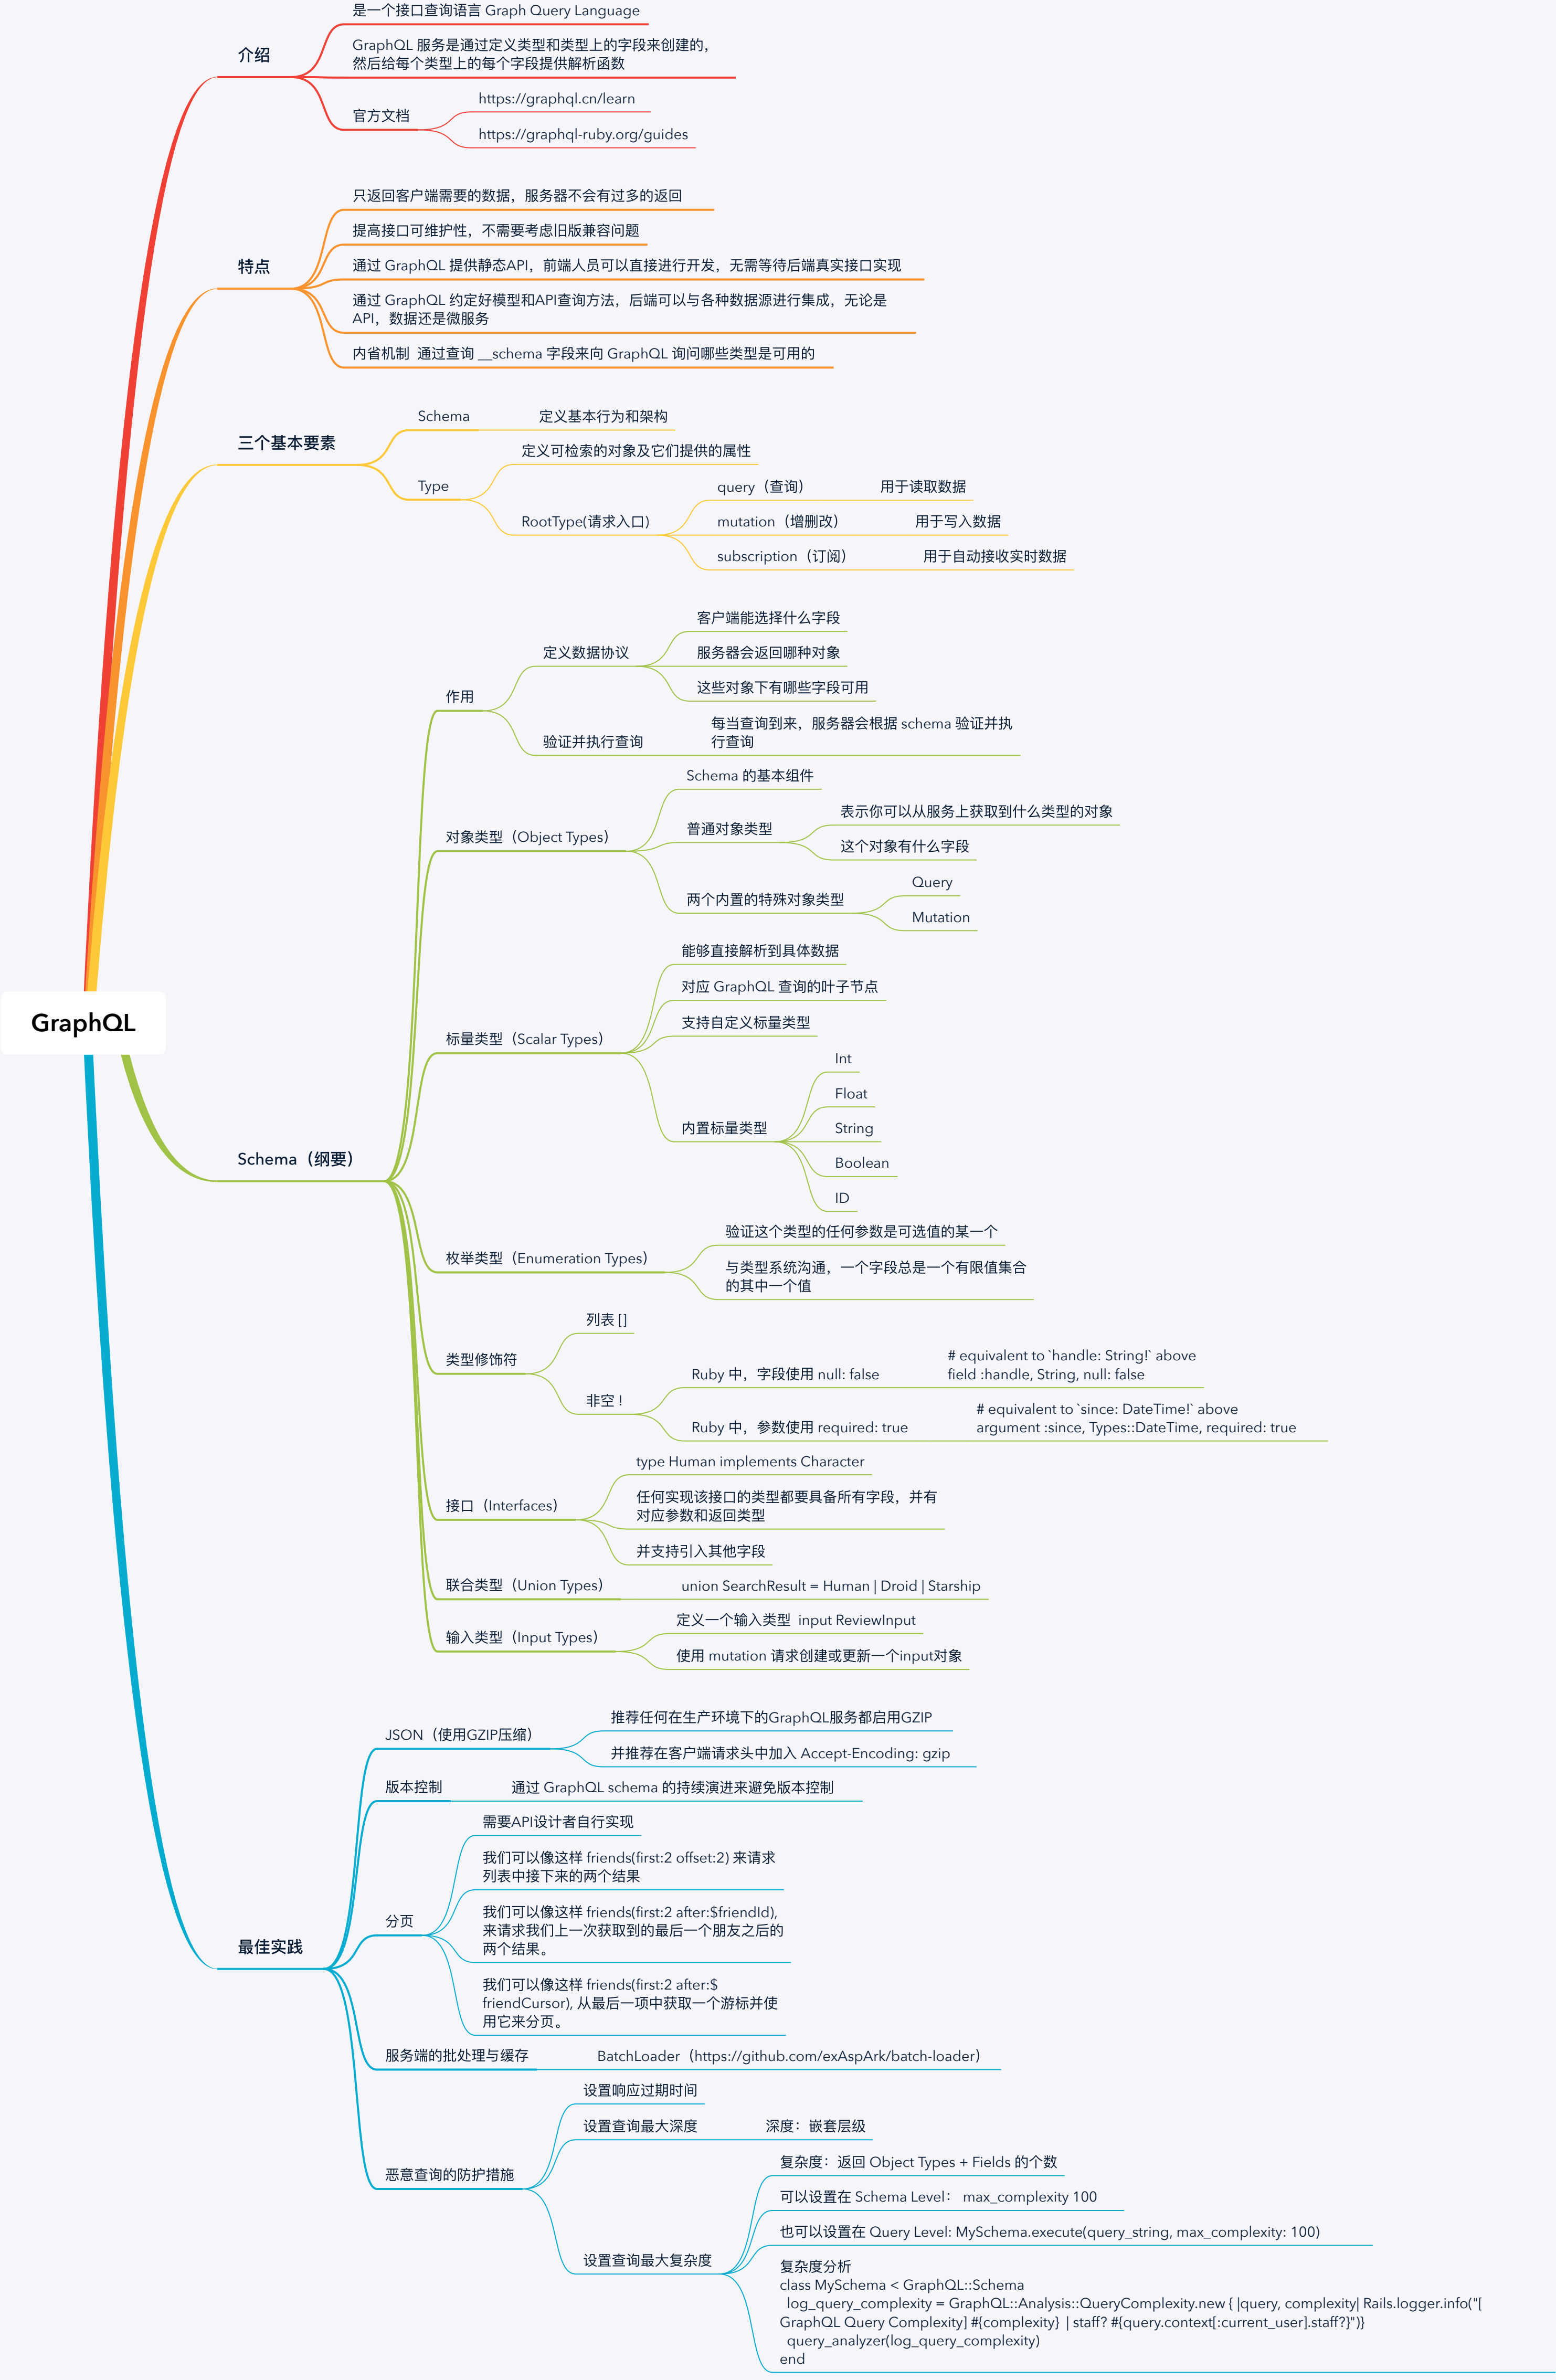 GraphQL
介绍
是一个接口查询语言 Graph Query Language
GraphQL 服务是通过定义类型和类型上的字段来创建的，
然后给每个类型上的每个字段提供解析函数
官方文档
https://graphql.cn/learn
https://graphql-ruby.org/guides
特点
只返回客户端需要的数据，服务器不会有过多的返回
提高接口可维护性，不需要考虑旧版兼容问题
通过 GraphQL 提供静态API，前端人员可以直接进行开发，无需等待后端真实接口实现
通过 GraphQL 约定好模型和API查询方法，后端可以与各种数据源进行集成，无论是
API，数据还是微服务
内省机制 通过查询 __schema 字段来向 GraphQL 询问哪些类型是可用的
三个基本要素
Schema
定义基本行为和架构
Type
定义可检索的对象及它们提供的属性
RootType(请求入口)
query（查询）
用于读取数据
mutation（增删改）
用于写入数据
subscription（订阅）
用于自动接收实时数据
Schema（纲要）
作用
定义数据协议
客户端能选择什么字段
服务器会返回哪种对象
这些对象下有哪些字段可用
验证并执行查询
每当查询到来，服务器会根据 schema 验证并执
行查询
对象类型（Object Types）
Schema 的基本组件
普通对象类型
表示你可以从服务上获取到什么类型的对象
这个对象有什么字段
两个内置的特殊对象类型
Query
Mutation
标量类型（Scalar Types）
能够直接解析到具体数据
对应 GraphQL 查询的叶子节点
支持自定义标量类型
内置标量类型
Int
Float
String
Boolean
ID
枚举类型（Enumeration Types）
验证这个类型的任何参数是可选值的某一个
与类型系统沟通，一个字段总是一个有限值集合
的其中一个值
类型修饰符
列表 [ ]
非空 !
Ruby 中，字段使用 null: false
# equivalent to `handle: String!` above
field :handle, String, null: false
Ruby 中，参数使用 required: true
# equivalent to `since: DateTime!` above
argument :since, Types::DateTime, required: true
接口（Interfaces）
type Human implements Character
任何实现该接口的类型都要具备所有字段，并有
对应参数和返回类型
并支持引入其他字段
联合类型（Union Types）
union SearchResult = Human | Droid | Starship
输入类型（Input Types）
定义一个输入类型 input ReviewInput
使用 mutation 请求创建或更新一个input对象
最佳实践
JSON（使用GZIP压缩）
推荐任何在生产环境下的GraphQL服务都启用GZIP
并推荐在客户端请求头中加入 Accept-Encoding: gzip
版本控制
通过 GraphQL schema 的持续演进来避免版本控制
分页
需要API设计者自行实现
我们可以像这样 friends(first:2 offset:2) 来请求
列表中接下来的两个结果
我们可以像这样 friends(first:2 after:$friendId),
来请求我们上一次获取到的最后一个朋友之后的
两个结果。
我们可以像这样 friends(first:2 after:$
friendCursor), 从最后一项中获取一个游标并使
用它来分页。
服务端的批处理与缓存
BatchLoader（https://github.com/exAspArk/batch-loader）
恶意查询的防护措施
设置响应过期时间
设置查询最大深度
深度：嵌套层级
设置查询最大复杂度
复杂度：返回 Object Types + Fields 的个数
可以设置在 Schema Level： max_complexity 100
也可以设置在 Query Level: MySchema.execute(query_string, max_complexity: 100)
复杂度分析
class MySchema < GraphQL::Schema
log_query_complexity = GraphQL::Analysis::QueryComplexity.new { |query, complexity| Rails.logger.info("[
GraphQL Query Complexity] #{complexity} | staff? #{query.context[:current_user].staff?}")}
query_analyzer(log_query_complexity)
end